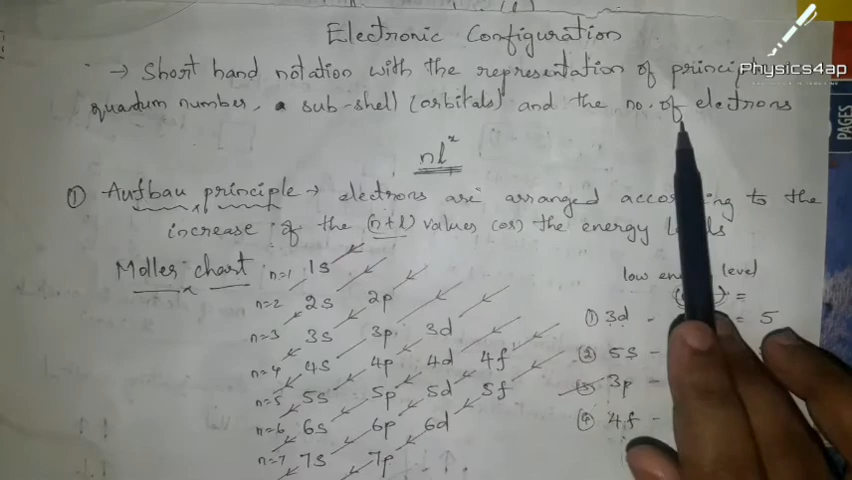 Electronic Configuration
→ Short hand notation with the representation of
Physics4ap
quantum number, sub-shell (orbitals) and the no. of electrons
nlˣ
① Aufbau principle → electrons are arranged according to the
increase of the (n+l) values (or) the energy levels
Moller chart
n=1 1s
n=2 2s 2p
n=3 3s 3p 3d
n=4 4s 4p 4d 4f
n=5 5s 5p 5d 5f
n=6 6s 6p 6d
n=7 7s 7p
low energy level
① 3d - = 5
② 5s -
③ 3p -
④ 4f -
PAGES